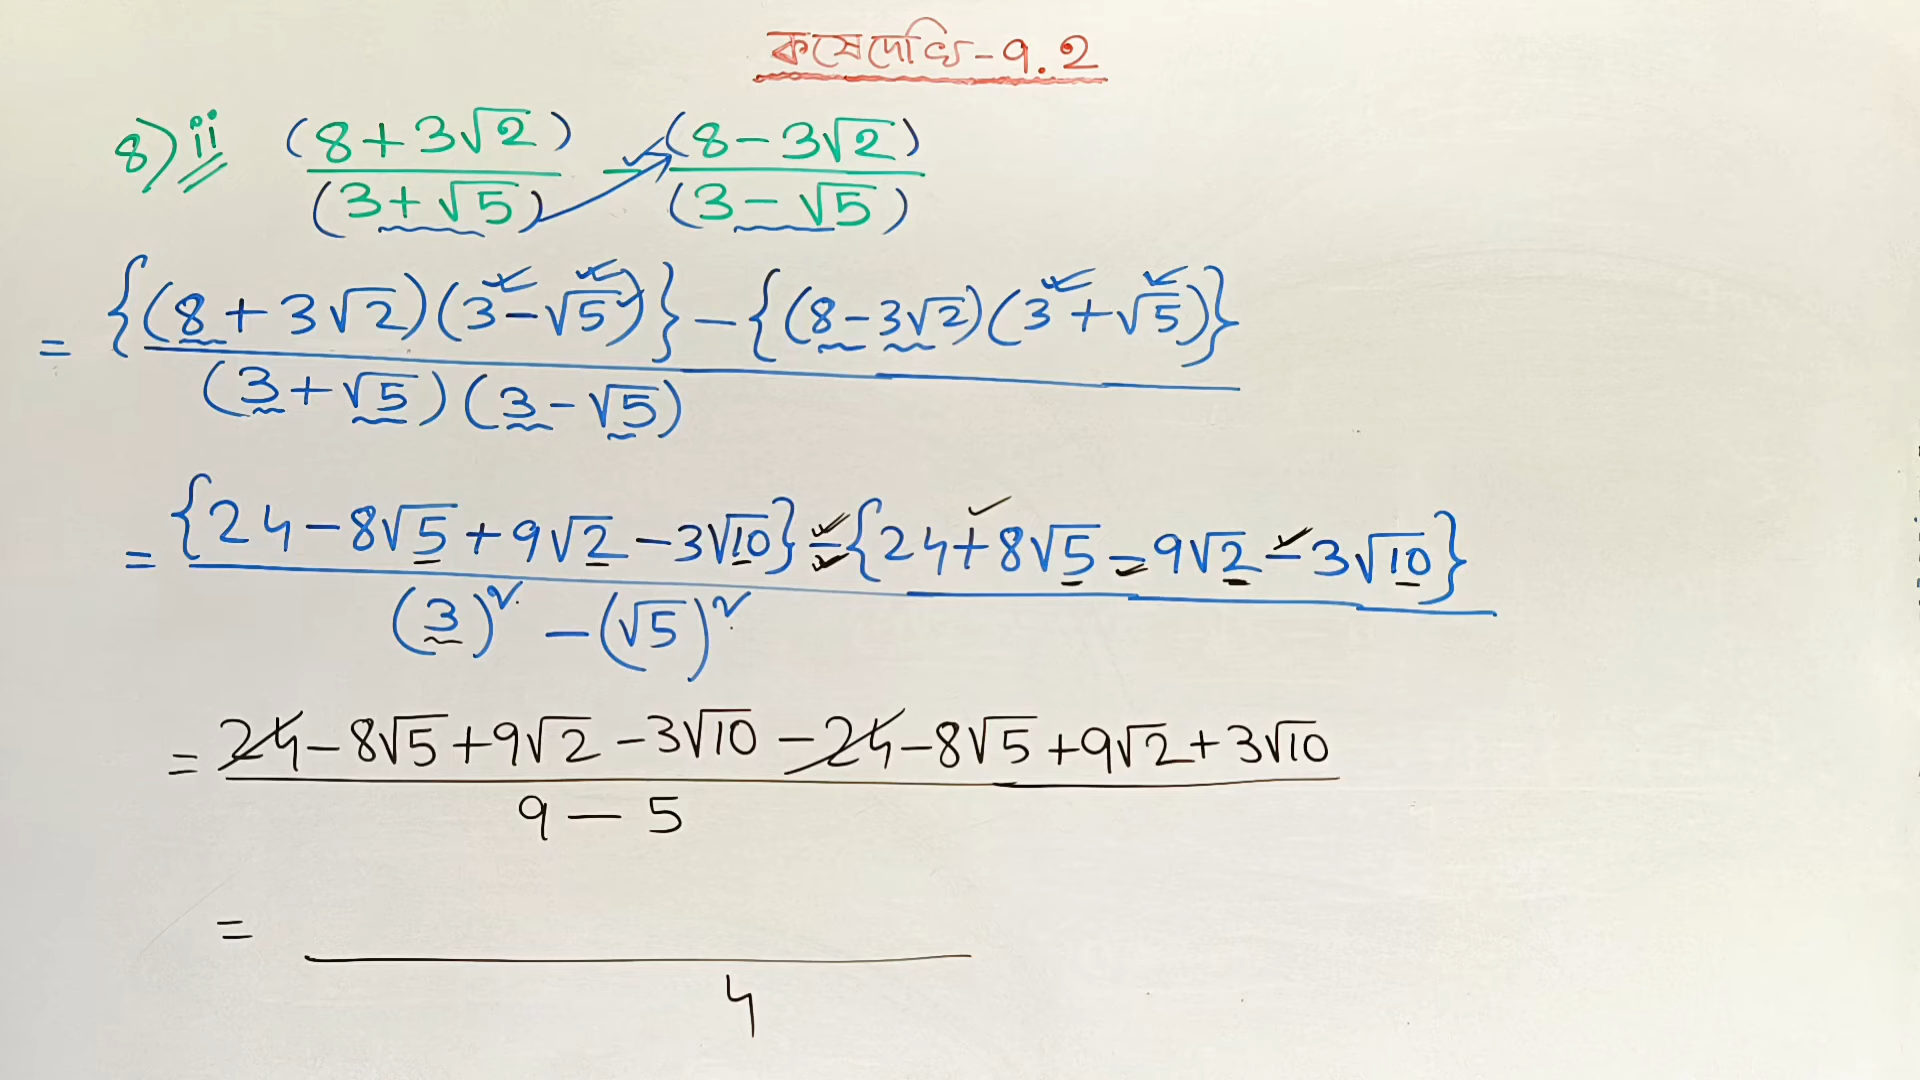 কষে দেখি-৭.২
8) ii (8+3√2)/(3+√5) - (8-3√2)/(3-√5)
= {(8+3√2)(3-√5)} - {(8-3√2)(3+√5)}
(3+√5)(3-√5)
= {24-8√5+9√2-3√10} - {24+8√5-9√2-3√10}
(3)² - (√5)²
= 24-8√5+9√2-3√10-24-8√5+9√2+3√10
9-5
=
4